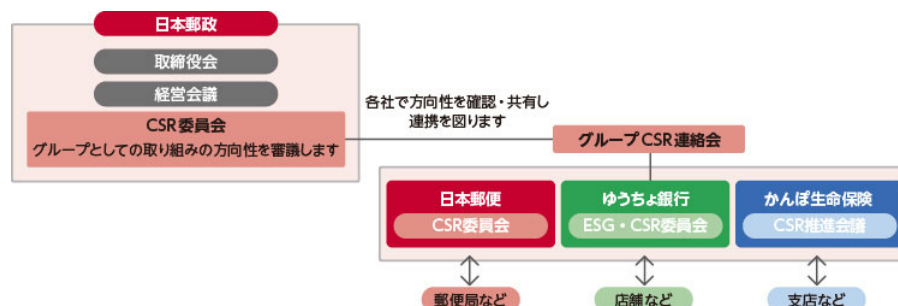 日本郵政
取締役会
経営会議
CSR委員会
グループとしての取り組みの方向性を審議します
各社で方向性を確認・共有し
連携を図ります
グループCSR連絡会
日本郵便
CSR委員会
ゆうちょ銀行
ESG・CSR委員会
かんぽ生命保険
CSR推進会議
郵便局など
店舗など
支店など